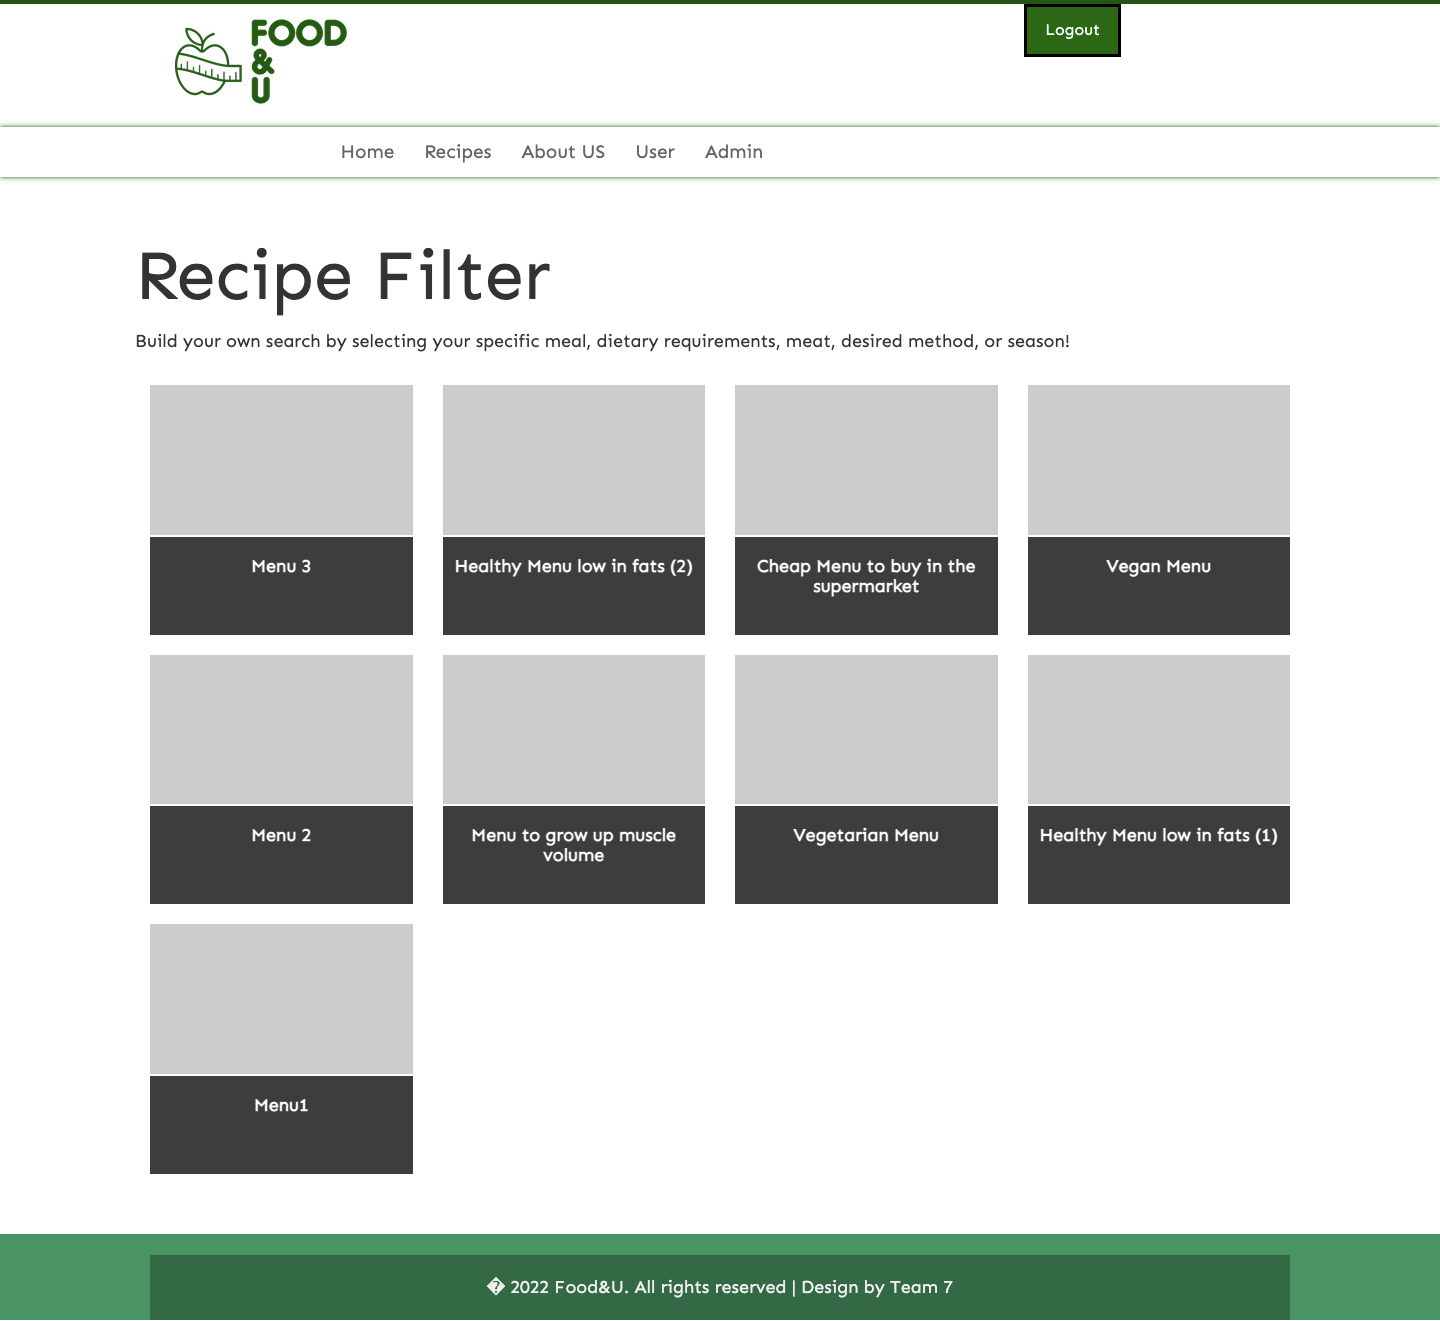 FOOD
&
U
Logout
Home Recipes About US User Admin
Recipe Filter
Build your own search by selecting your specific meal, dietary requirements, meat, desired method, or season!
Menu 3
Healthy Menu low in fats (2)
Cheap Menu to buy in the
supermarket
Vegan Menu
Menu 2
Menu to grow up muscle
volume
Vegetarian Menu
Healthy Menu low in fats (1)
Menu1
� 2022 Food&U. All rights reserved | Design by Team 7